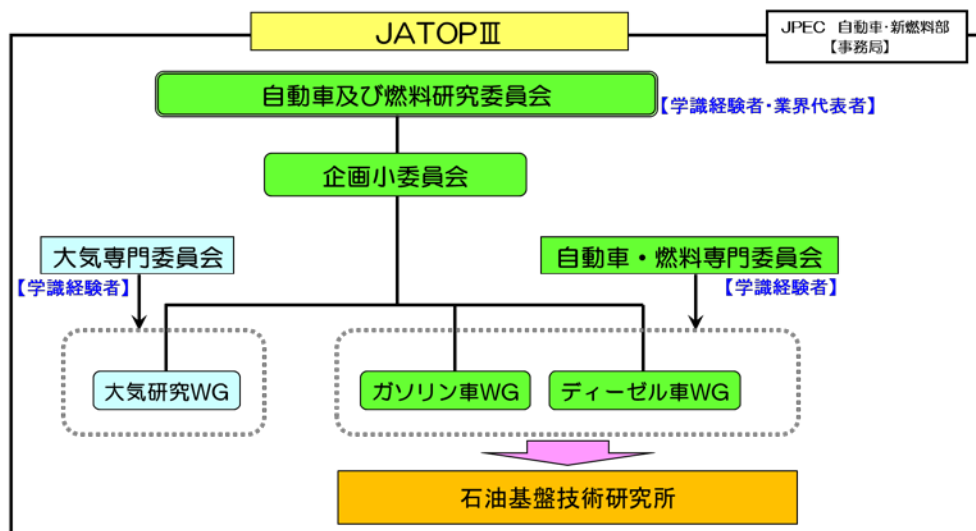 JATOPⅢ
JPEC 自動車・新燃料部
【事務局】
自動車及び燃料研究委員会
【学識経験者・業界代表者】
企画小委員会
大気専門委員会
【学識経験者】
自動車・燃料専門委員会
【学識経験者】
大気研究WG
ガソリン車WG
ディーゼル車WG
石油基盤技術研究所